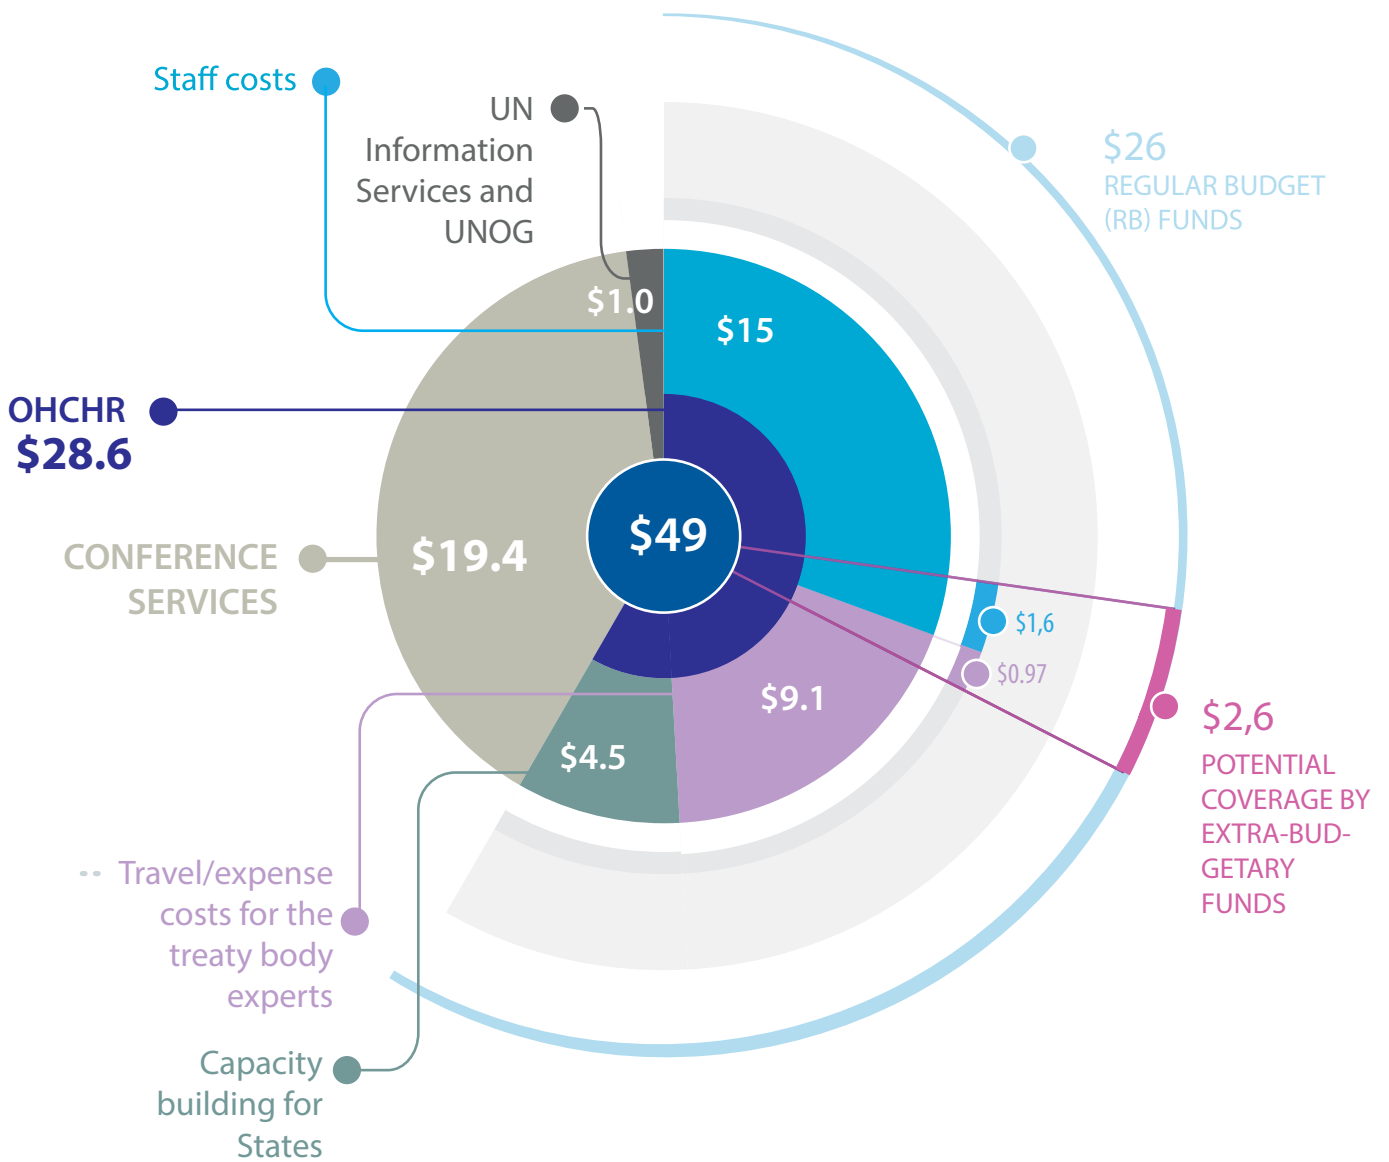 Staff costs
UN
Information
Services and
UNOG
$26
REGULAR BUDGET
(RB) FUNDS
$1.0
$15
OHCHR
$28.6
$49
CONFERENCE
SERVICES
$19.4
$1,6
$0.97
$9.1
$4.5
$2,6
POTENTIAL
COVERAGE BY
EXTRA-BUD-
GETARY
FUNDS
Travel/expense
costs for the
treaty body
experts
Capacity
building for
States